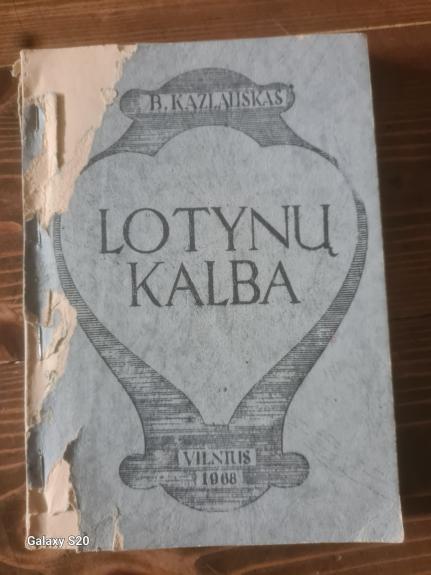 B. KAZLAUSKAS
LOTYNŲ
KALBA
VILNIUS
1968
Galaxy S20